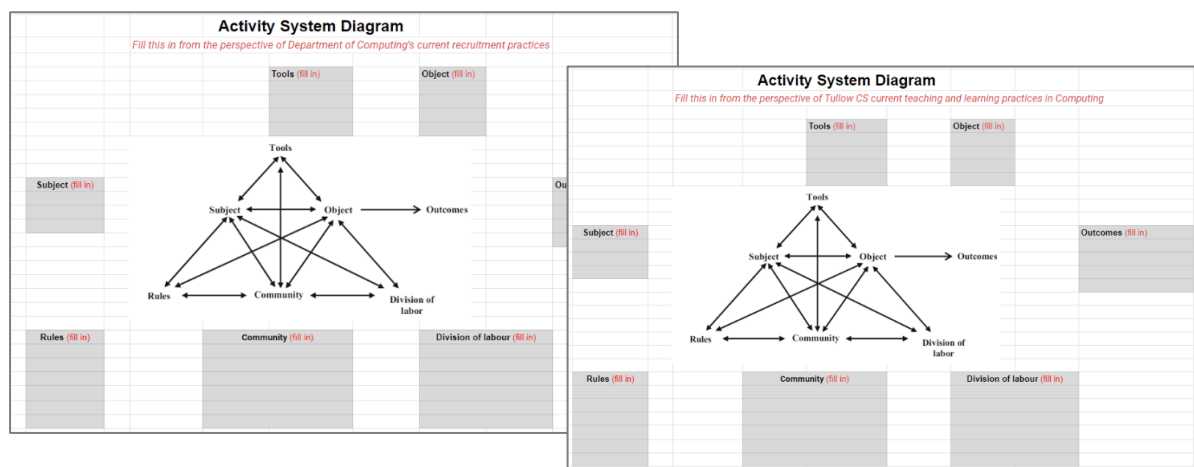 Activity System Diagram
Fill this in from the perspective of Department of Computing's current recruitment practices
Tools (fill in)
Object (fill in)
Tools
Subject (fill in)
Ou
Subject
Object
Outcomes
Rules
Community
Division of
labor
Rules (fill in)
Community (fill in)
Division of labour (fill in)
Activity System Diagram
Fill this in from the perspective of Tullow CS current teaching and learning practices in Computing
Tools (fill in)
Object (fill in)
Tools
Subject (fill in)
Outcomes (fill in)
Subject
Object
Outcomes
Rules
Community
Division of
labor
Rules (fill in)
Community (fill in)
Division of labour (fill in)